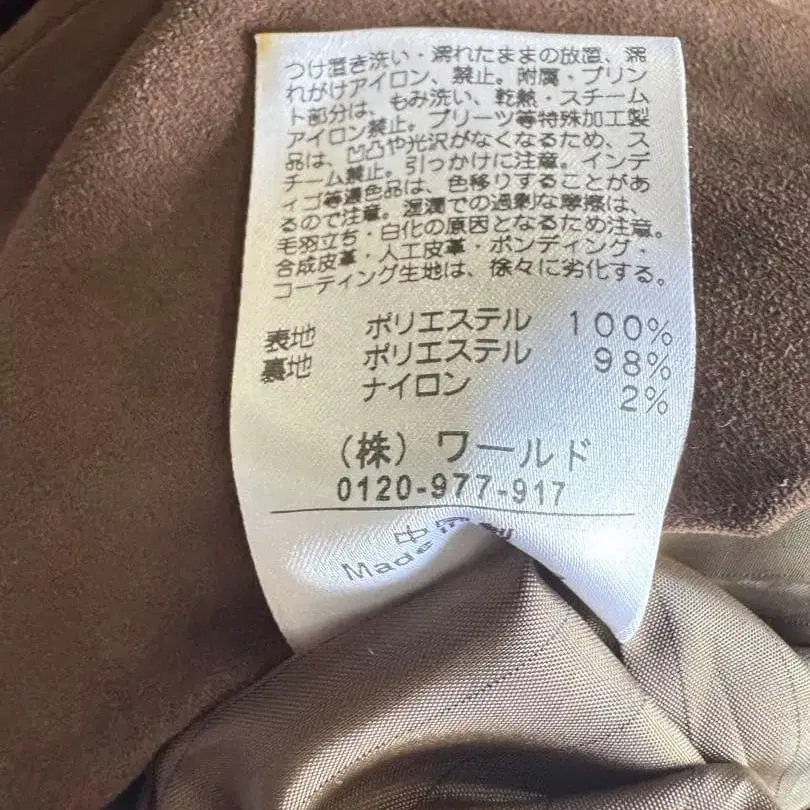 つけ置き洗い・濡れたままの放置、濡
れがけアイロン、禁止。附属・プリン
ト部分は、もみ洗い、乾熱・スチーム
アイロン禁止。プリーツ等特殊加工製
品は、凹凸や光沢がなくなるため、ス
チーム禁止。引っかけに注意。インデ
ィゴ等濃色品は、色移りすることがあ
るので注意。湿潤での過剰な摩擦は、
毛羽立ち・白化の原因となるため注意。
合成皮革・人工皮革・ボンディング・
コーティング生地は、徐々に劣化する。
表地 ポリエステル 100%
裏地 ポリエステル 98%
ナイロン 2%
(株) ワールド
0120-977-917
中国製
Made